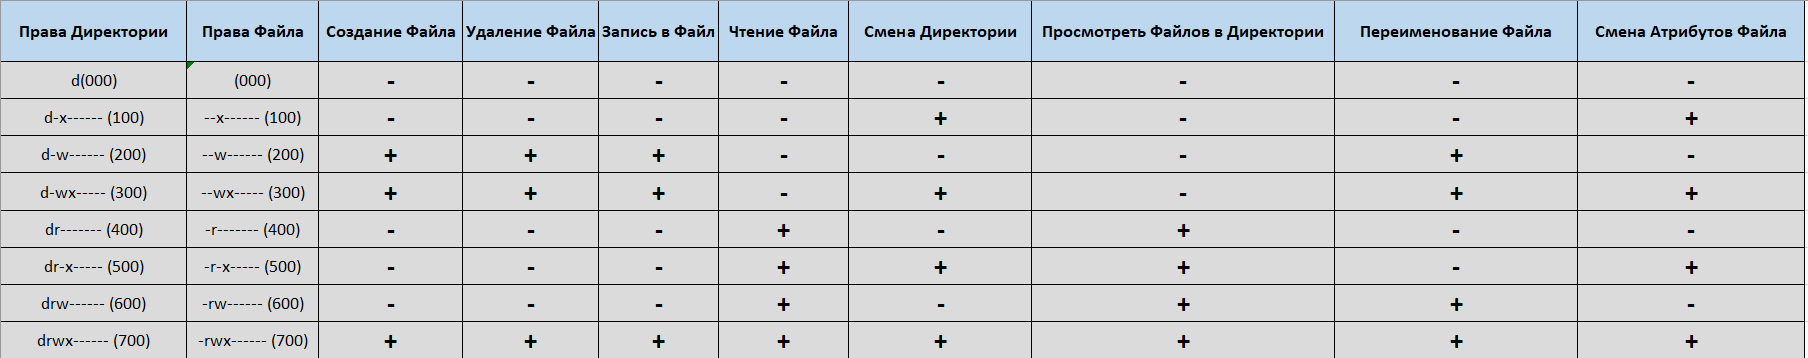 Права Директории Права Файла Создание Файла Удаление Файла Запись в Файл Чтение Файла Смена Директории Просмотреть Файлов в Директории Переименование Файла Смена Атрибутов Файла
d(000) (000) - - - - - - - -
d-x------ (100) --x------ (100) - - - - + - - +
d-w------ (200) --w------ (200) + + + - - - + -
d-wx----- (300) --wx----- (300) + + + - + - + +
dr------- (400) -r------- (400) - - - + - + - -
dr-x----- (500) -r-x----- (500) - - - + + + - +
drw------ (600) -rw------ (600) - - - + - + + -
drwx------ (700) -rwx------ (700) + + + + + + + +